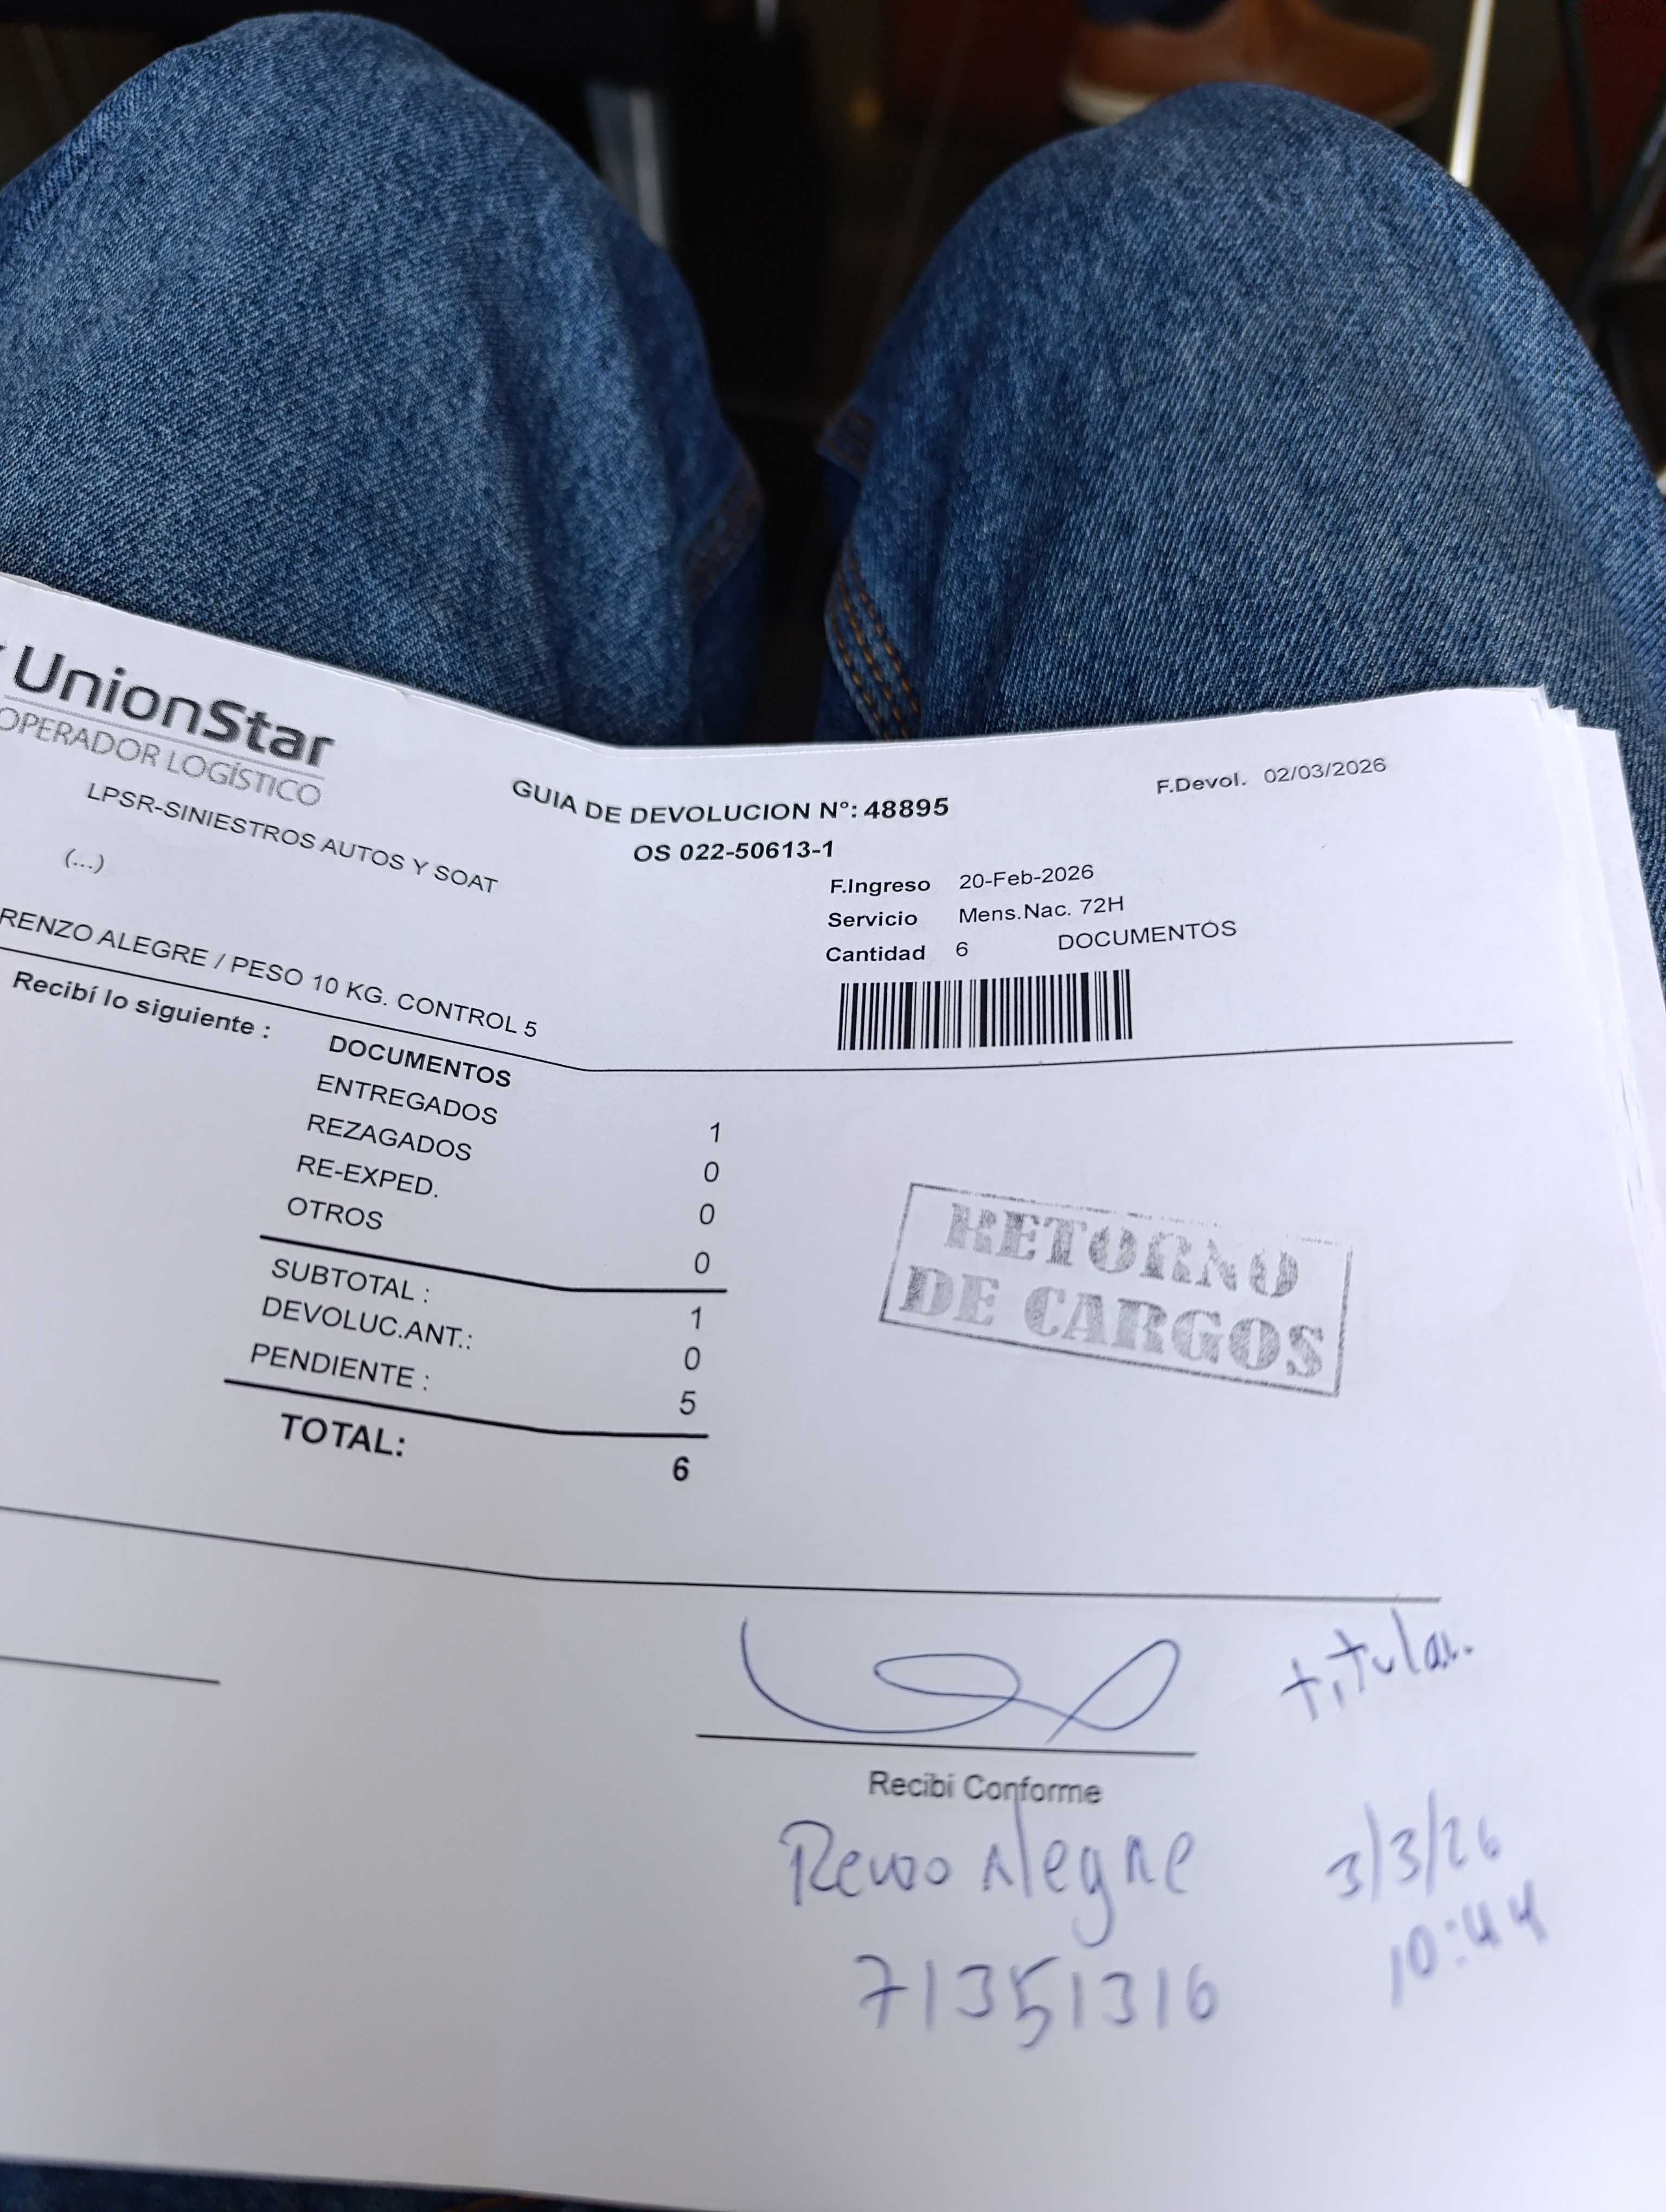 UnionStar
OPERADOR LOGÍSTICO
LPSR-SINIESTROS AUTOS Y SOAT
(...)
RENZO ALEGRE / PESO 10 KG. CONTROL 5
GUIA DE DEVOLUCION N°: 48895
OS 022-50613-1
F.Devol. 02/03/2026
F.Ingreso 20-Feb-2026
Servicio Mens.Nac. 72H
Cantidad 6 DOCUMENTOS
Recibí lo siguiente :
DOCUMENTOS
ENTREGADOS 1
REZAGADOS 0
RE-EXPED. 0
OTROS 0
SUBTOTAL : 1
DEVOLUC.ANT.: 0
PENDIENTE : 5
TOTAL: 6
RETORNO
DE CARGOS
titular.
Recibi Conforme
Renzo Alegre
3/3/26
10:44
71351316